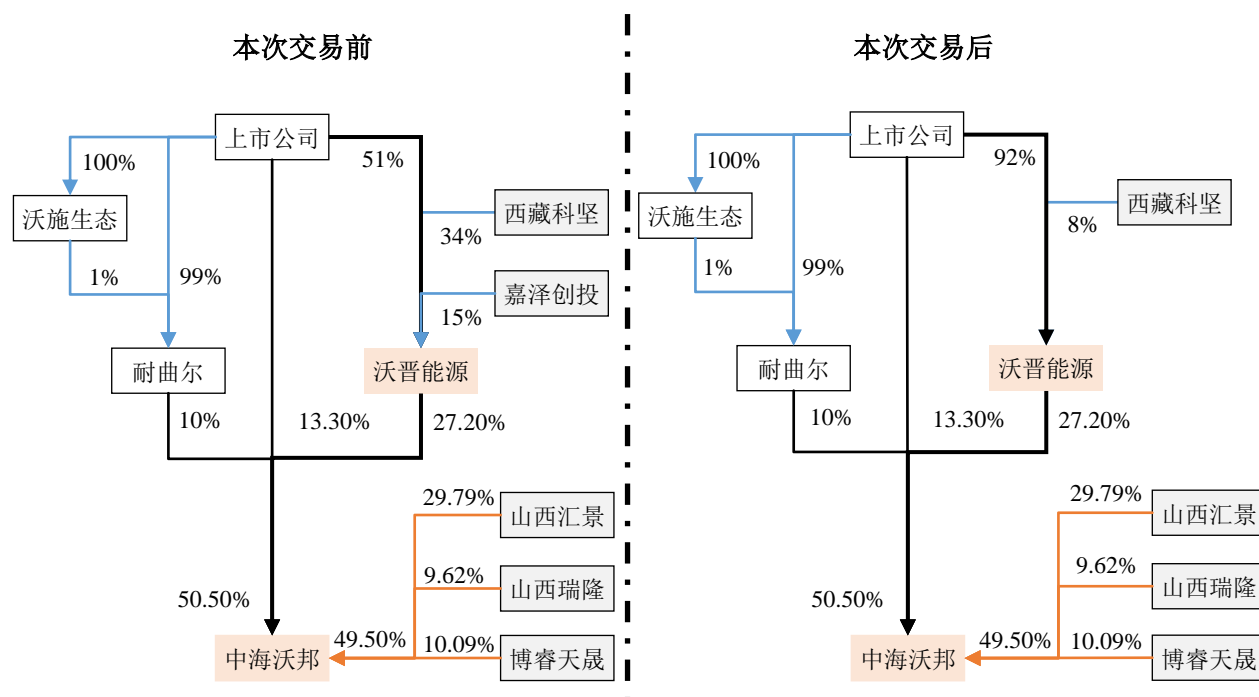 本次交易前
上市公司
100%
51%
沃施生态
西藏科坚
34%
1%
99%
嘉泽创投
15%
耐曲尔
沃晋能源
10%
13.30%
27.20%
29.79%
山西汇景
9.62%
山西瑞隆
50.50%
49.50%
10.09%
中海沃邦
博睿天晟
本次交易后
上市公司
100%
92%
沃施生态
西藏科坚
8%
1%
99%
耐曲尔
沃晋能源
10%
13.30%
27.20%
29.79%
山西汇景
9.62%
山西瑞隆
50.50%
49.50%
10.09%
中海沃邦
博睿天晟